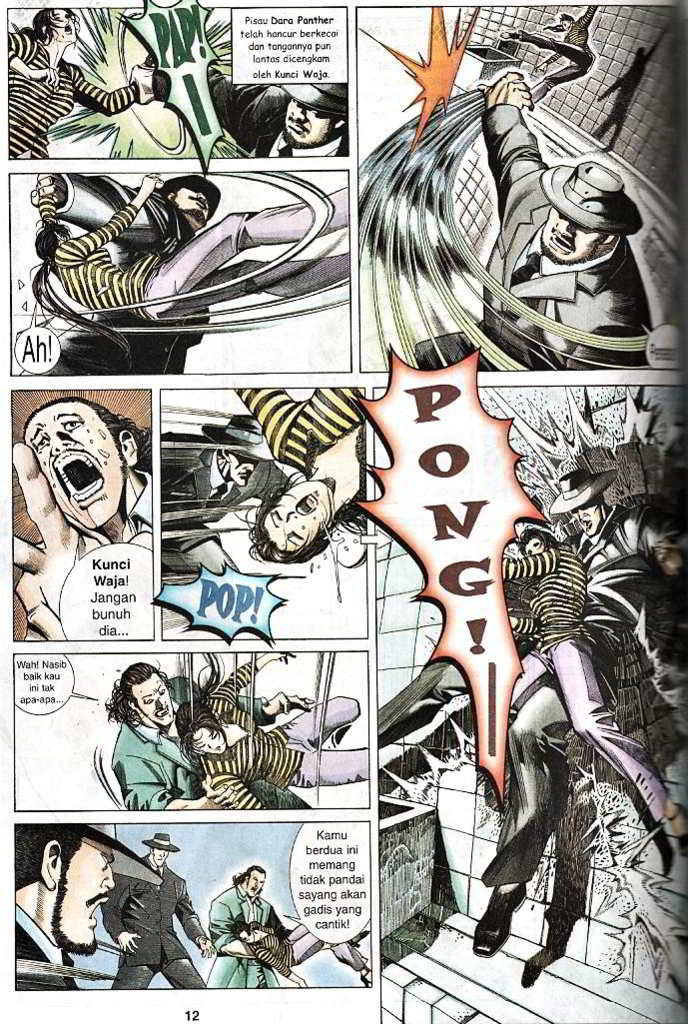 PAP!
Pisau Dara Panther
telah hancur berkecai
dan tangannya pun
lantas dicengkam
oleh Kunci Waja.
Ah!
PONG!
Kunci
Waja!
Jangan
bunuh
dia...
POP!
Wah! Nasib
baik kau
ini tak
apa-apa...
Kamu
berdua ini
memang
tidak pandai
sayang akan
gadis yang
cantik!
12